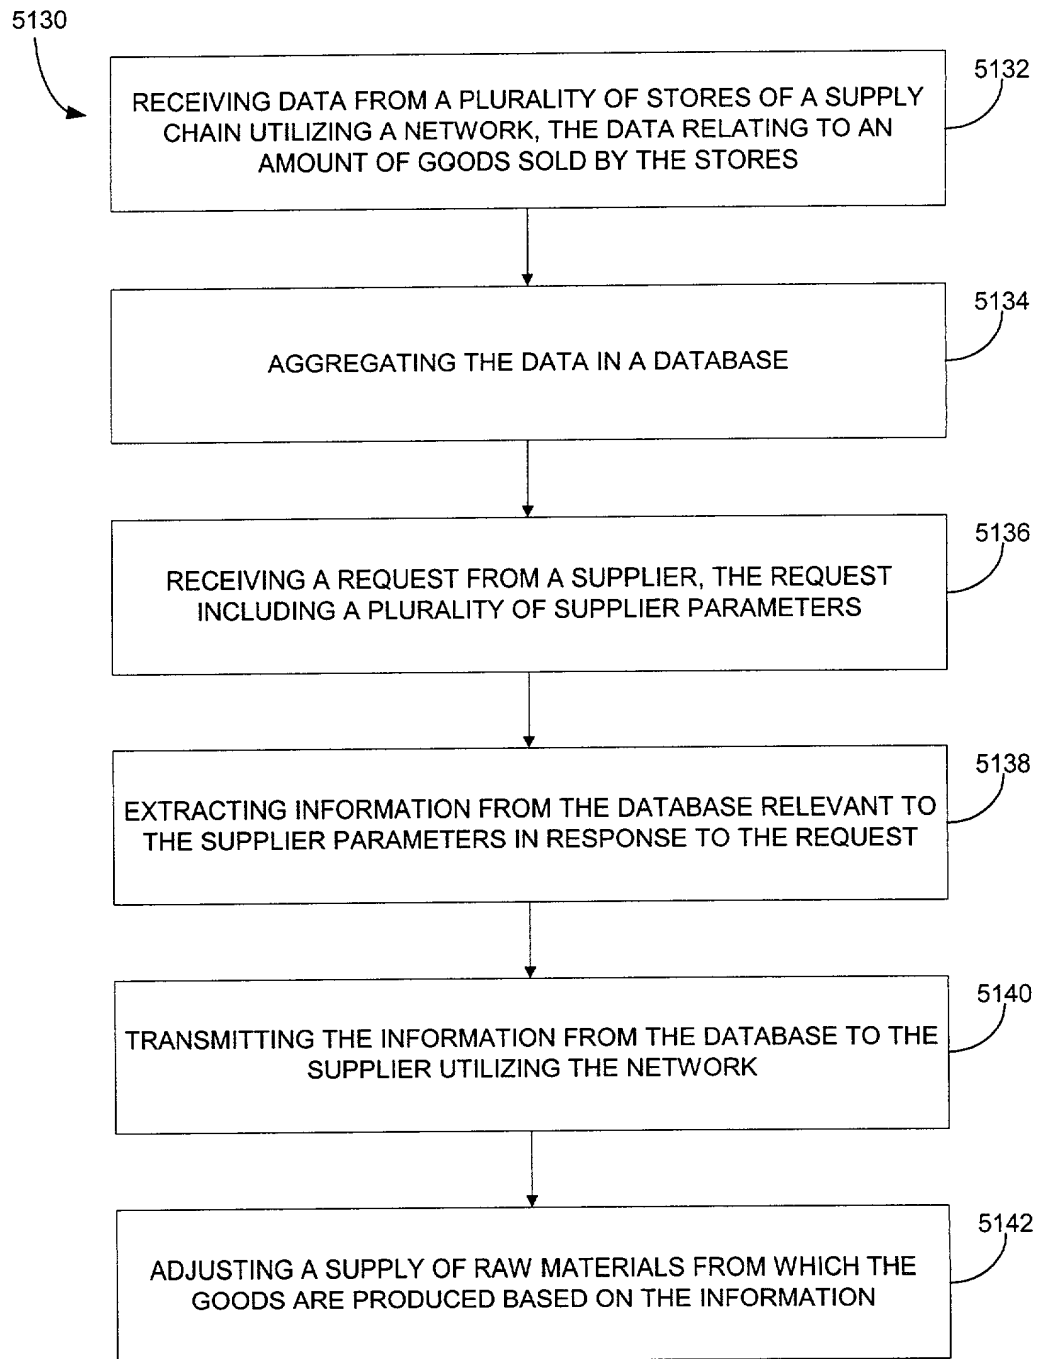 5130
RECEIVING DATA FROM A PLURALITY OF STORES OF A SUPPLY
CHAIN UTILIZING A NETWORK, THE DATA RELATING TO AN
AMOUNT OF GOODS SOLD BY THE STORES
5132
AGGREGATING THE DATA IN A DATABASE
5134
RECEIVING A REQUEST FROM A SUPPLIER, THE REQUEST
INCLUDING A PLURALITY OF SUPPLIER PARAMETERS
5136
EXTRACTING INFORMATION FROM THE DATABASE RELEVANT TO
THE SUPPLIER PARAMETERS IN RESPONSE TO THE REQUEST
5138
TRANSMITTING THE INFORMATION FROM THE DATABASE TO THE
SUPPLIER UTILIZING THE NETWORK
5140
ADJUSTING A SUPPLY OF RAW MATERIALS FROM WHICH THE
GOODS ARE PRODUCED BASED ON THE INFORMATION
5142